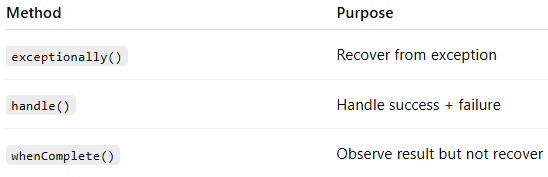 Method Purpose
exceptionally() Recover from exception
handle() Handle success + failure
whenComplete() Observe result but not recover